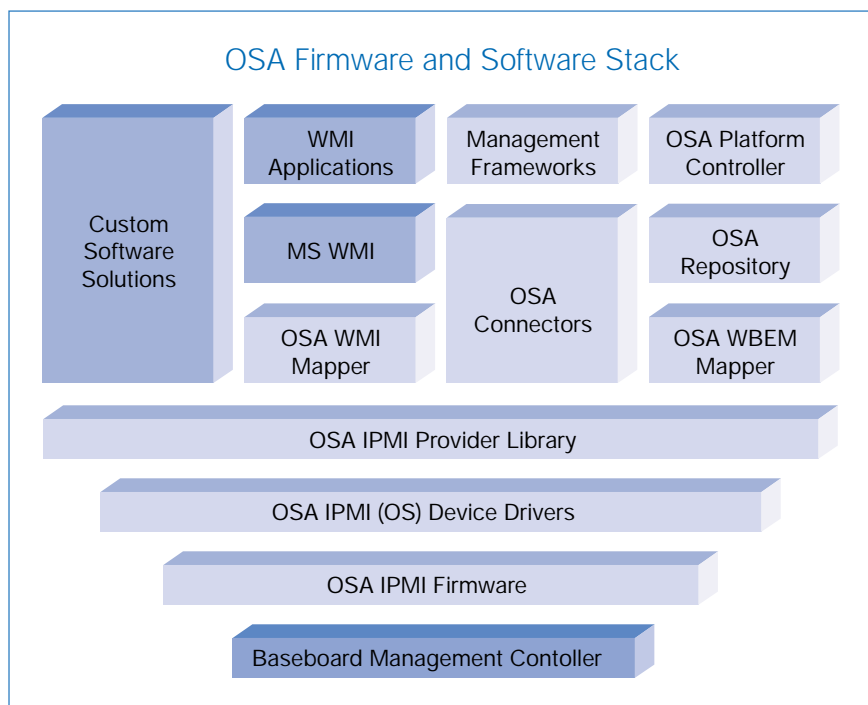 OSA Firmware and Software Stack
Custom
Software
Solutions
WMI
Applications
Management
Frameworks
OSA Platform
Controller
MS WMI
OSA
Connectors
OSA
Repository
OSA WMI
Mapper
OSA WBEM
Mapper
OSA IPMI Provider Library
OSA IPMI (OS) Device Drivers
OSA IPMI Firmware
Baseboard Management Contoller